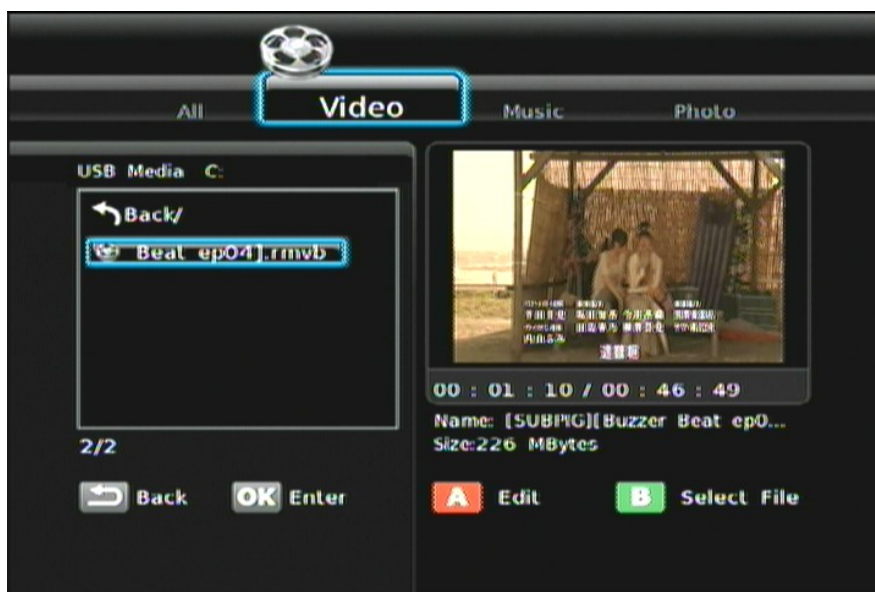 All Video Music Photo
USB Media C:
Back/
Beat ep04].rmvb
2/2
Back OK Enter
00 : 01 : 10 / 00 : 46 : 49
Name: [SUBPIG][Buzzer Beat ep0...
Size:226 MBytes
A Edit B Select File